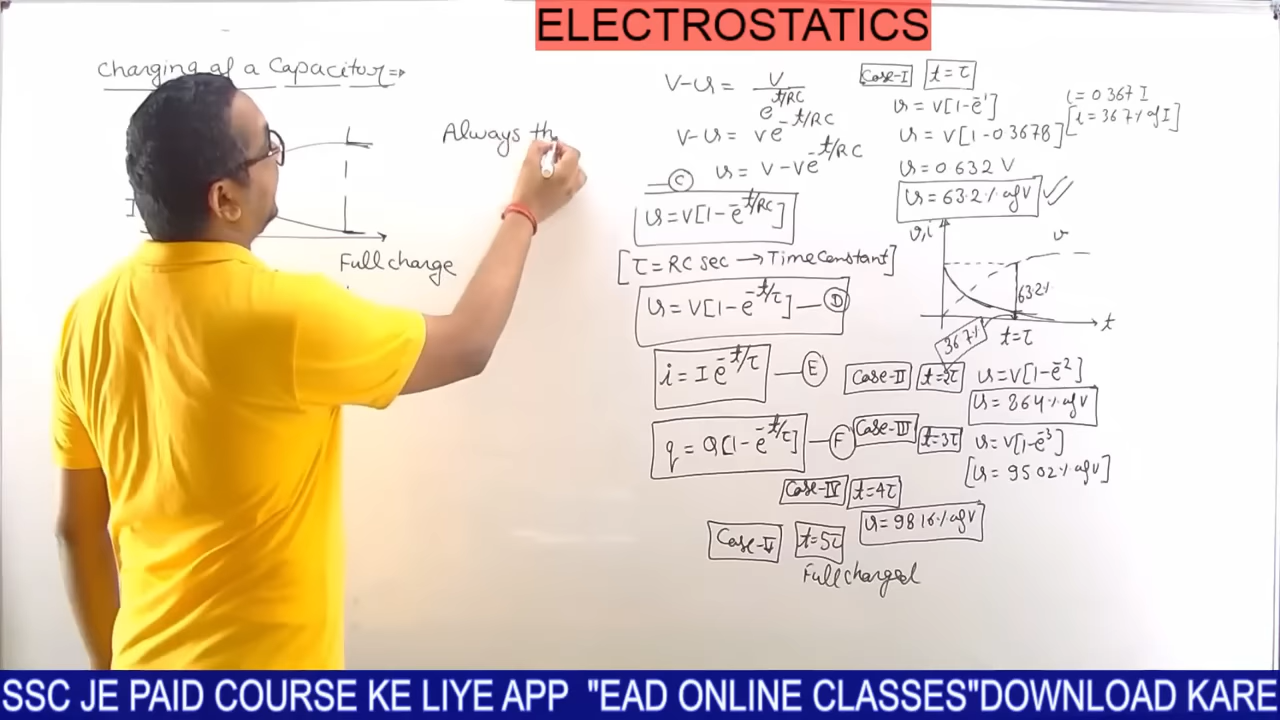 ELECTROSTATICS
Charging of a Capacitor⇒
Always th
Full charge
V-v = V/e^t/RC
V-v = Ve^-t/RC
v = V-Ve^-t/RC
C
v=V[1-e^-t/RC]
[τ=RC sec → Time Constant]
v=V[1-e^-t/τ] — D
i = I e^-t/τ — E
q = Q[1-e^-t/τ] — F
Case-I t=τ
v=V[1-e^-1]
v=V[1-0.3678]
v=0.632 V
v=63.2% of V
i=0.367 I
[i=36.7% of I]
v,i
v
63.2%
36.7%
t=τ
t
Case-II t=2τ v=V[1-e^-2]
v=86.4% of V
Case-III t=3τ v=V[1-e^-3]
[v=95.02% of V]
Case-IV t=4τ
v=98.16% of V
Case-V t=5τ
Full charged
SSC JE PAID COURSE KE LIYE APP "EAD ONLINE CLASSES"DOWNLOAD KARE